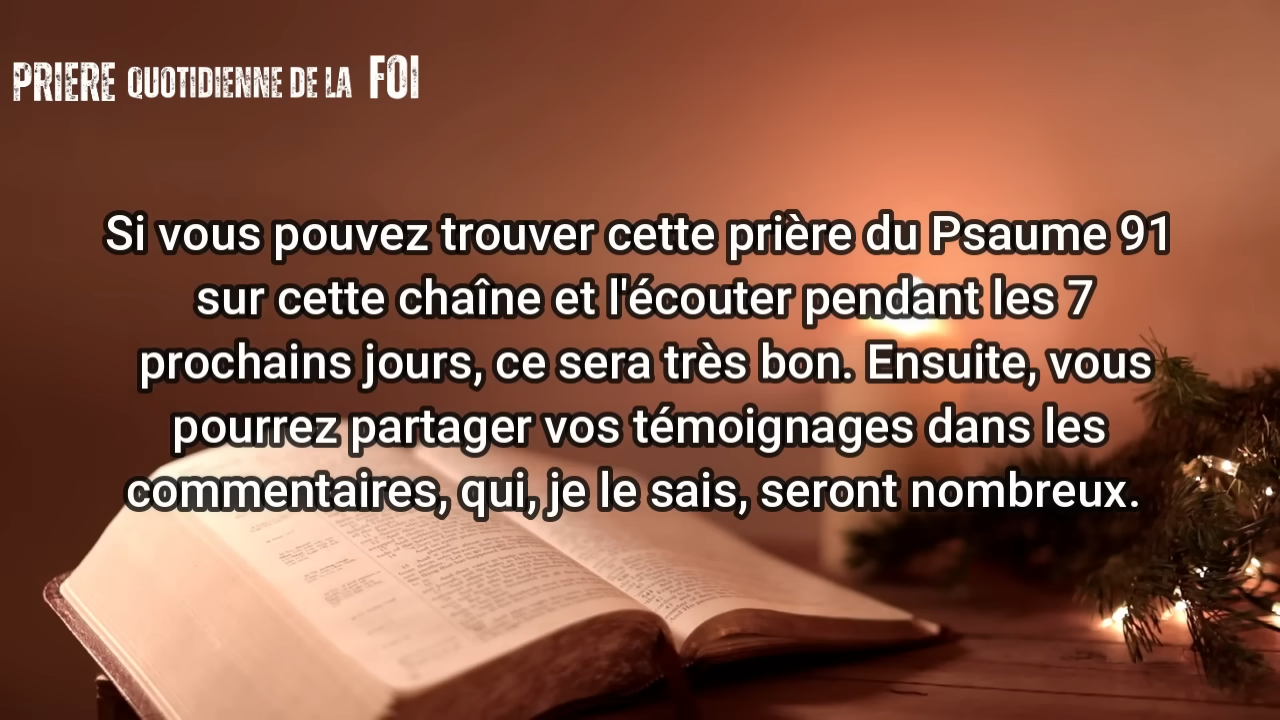 PRIERE QUOTIDIENNE DE LA FOI
Si vous pouvez trouver cette prière du Psaume 91
sur cette chaîne et l'écouter pendant les 7
prochains jours, ce sera très bon. Ensuite, vous
pourrez partager vos témoignages dans les
commentaires, qui, je le sais, seront nombreux.